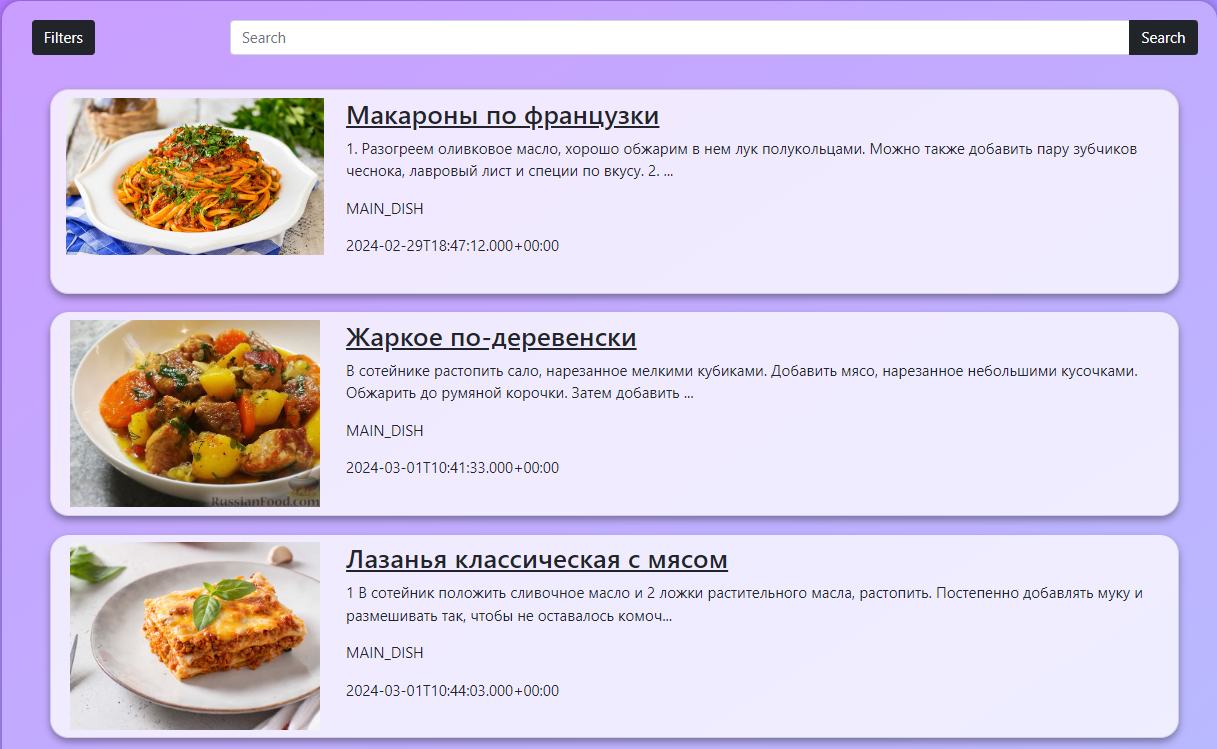 Filters
Search
Search
Макароны по французки
1. Разогреем оливковое масло, хорошо обжарим в нем лук полукольцами. Можно также добавить пару зубчиков
чеснока, лавровый лист и специи по вкусу. 2. ...
MAIN_DISH
2024-02-29T18:47:12.000+00:00
Жаркое по-деревенски
В сотейнике растопить сало, нарезанное мелкими кубиками. Добавить мясо, нарезанное небольшими кусочками.
Обжарить до румяной корочки. Затем добавить ...
MAIN_DISH
2024-03-01T10:41:33.000+00:00
RussianFood.com
Лазанья классическая с мясом
1 В сотейник положить сливочное масло и 2 ложки растительного масла, растопить. Постепенно добавлять муку и
размешивать так, чтобы не оставалось комоч...
MAIN_DISH
2024-03-01T10:44:03.000+00:00